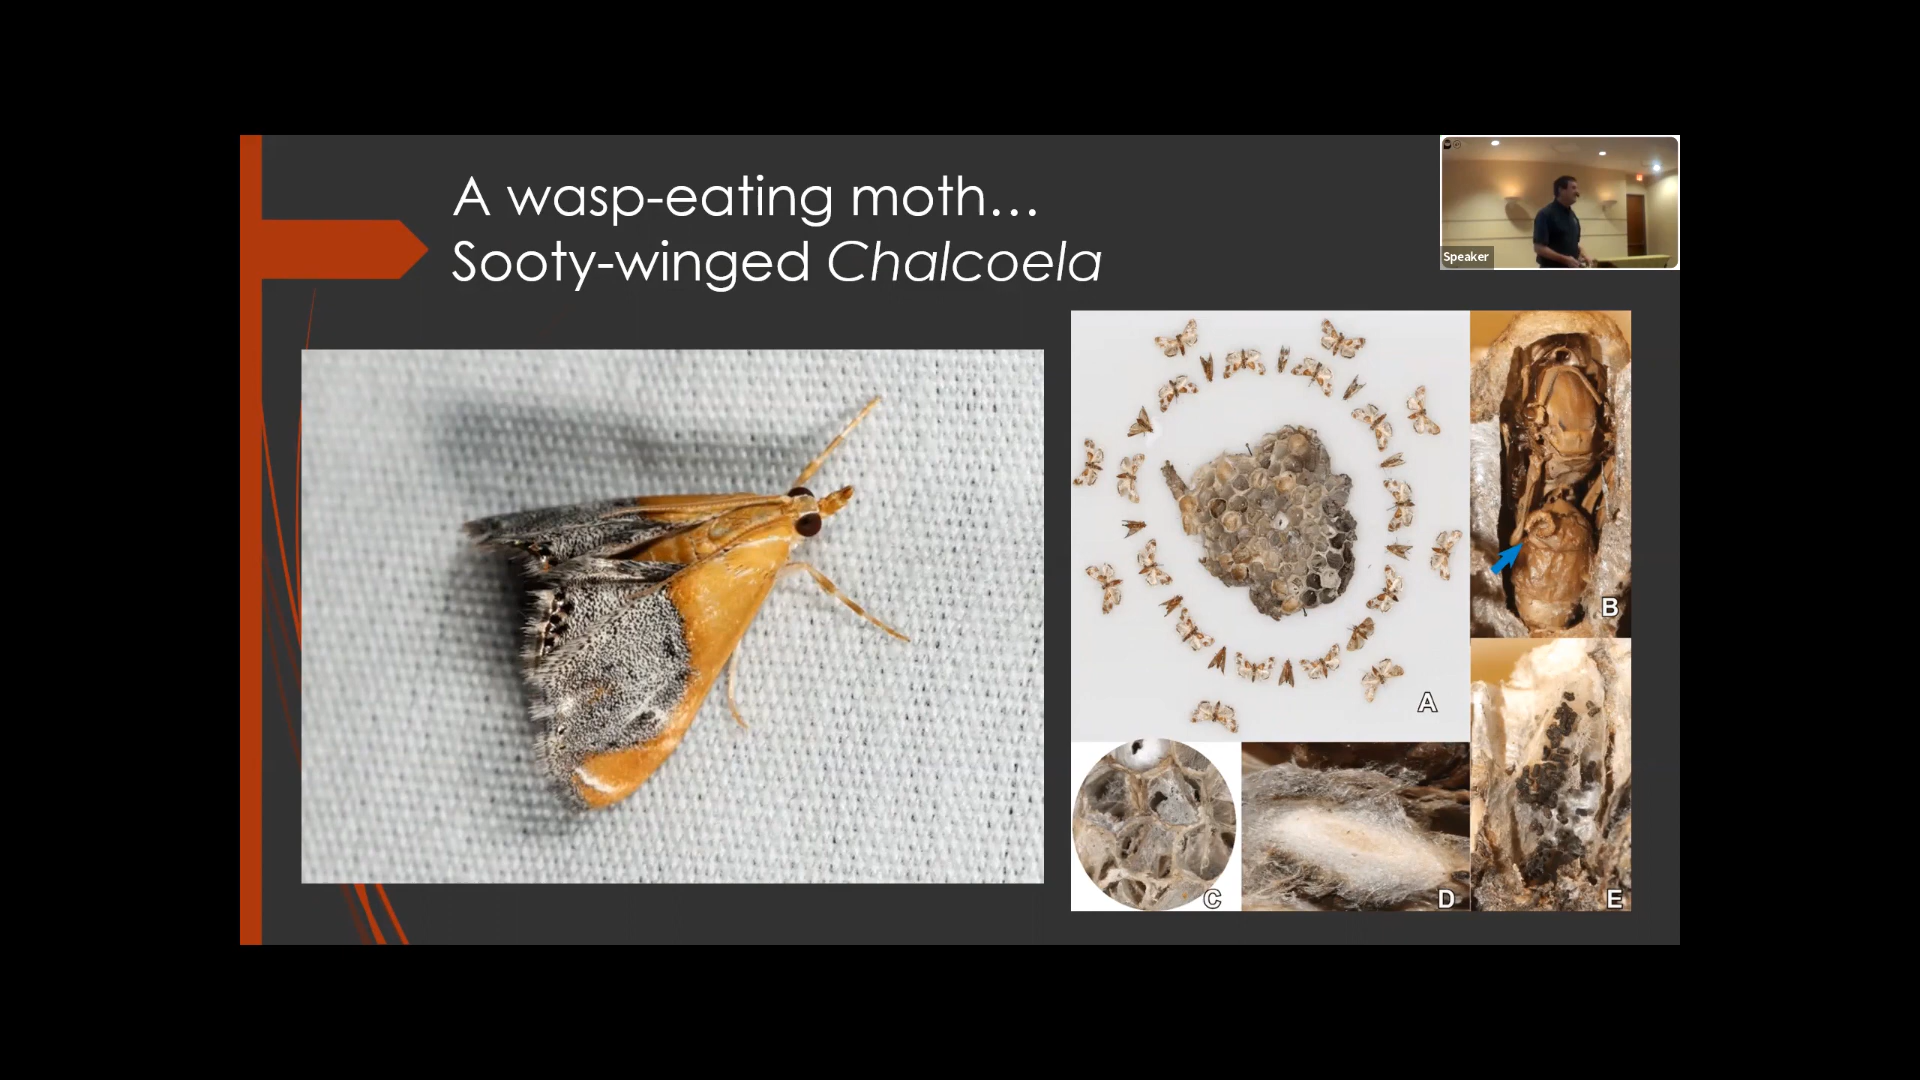 A wasp-eating moth...
Sooty-winged Chalcoela
Speaker
A
B
C
D
E